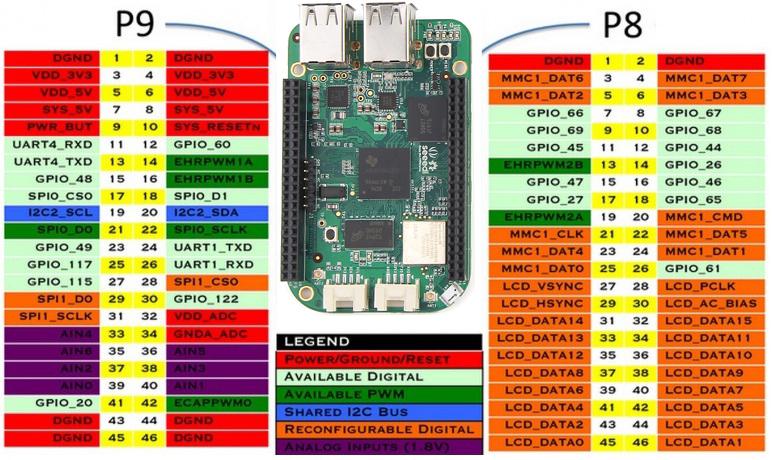 P9
DGND 1 2 DGND
VDD_3V3 3 4 VDD_3V3
VDD_5V 5 6 VDD_5V
SYS_5V 7 8 SYS_5V
PWR_BUT 9 10 SYS_RESETn
UART4_RXD 11 12 GPIO_60
UART4_TXD 13 14 EHRPWM1A
GPIO_48 15 16 EHRPWM1B
SPI0_CS0 17 18 SPI0_D1
I2C2_SCL 19 20 I2C2_SDA
SPI0_D0 21 22 SPI0_SCLK
GPIO_49 23 24 UART1_TXD
GPIO_117 25 26 UART1_RXD
GPIO_115 27 28 SPI1_CS0
SPI1_D0 29 30 GPIO_122
SPI1_SCLK 31 32 VDD_ADC
AIN4 33 34 GNDA_ADC
AIN6 35 36 AIN5
AIN2 37 38 AIN3
AIN0 39 40 AIN1
GPIO_20 41 42 ECAPPWM0
DGND 43 44 DGND
DGND 45 46 DGND
seeed
LEGEND
Power/Ground/Reset
Available Digital
Available PWM
Shared I2C Bus
Reconfigurable Digital
Analog Inputs (1.8V)
P8
DGND 1 2 DGND
MMC1_DAT6 3 4 MMC1_DAT7
MMC1_DAT2 5 6 MMC1_DAT3
GPIO_66 7 8 GPIO_67
GPIO_69 9 10 GPIO_68
GPIO_45 11 12 GPIO_44
EHRPWM2B 13 14 GPIO_26
GPIO_47 15 16 GPIO_46
GPIO_27 17 18 GPIO_65
EHRPWM2A 19 20 MMC1_CMD
MMC1_CLK 21 22 MMC1_DAT5
MMC1_DAT4 23 24 MMC1_DAT1
MMC1_DAT0 25 26 GPIO_61
LCD_VSYNC 27 28 LCD_PCLK
LCD_HSYNC 29 30 LCD_AC_BIAS
LCD_DATA14 31 32 LCD_DATA15
LCD_DATA13 33 34 LCD_DATA11
LCD_DATA12 35 36 LCD_DATA10
LCD_DATA8 37 38 LCD_DATA9
LCD_DATA6 39 40 LCD_DATA7
LCD_DATA4 41 42 LCD_DATA5
LCD_DATA2 43 44 LCD_DATA3
LCD_DATA0 45 46 LCD_DATA1